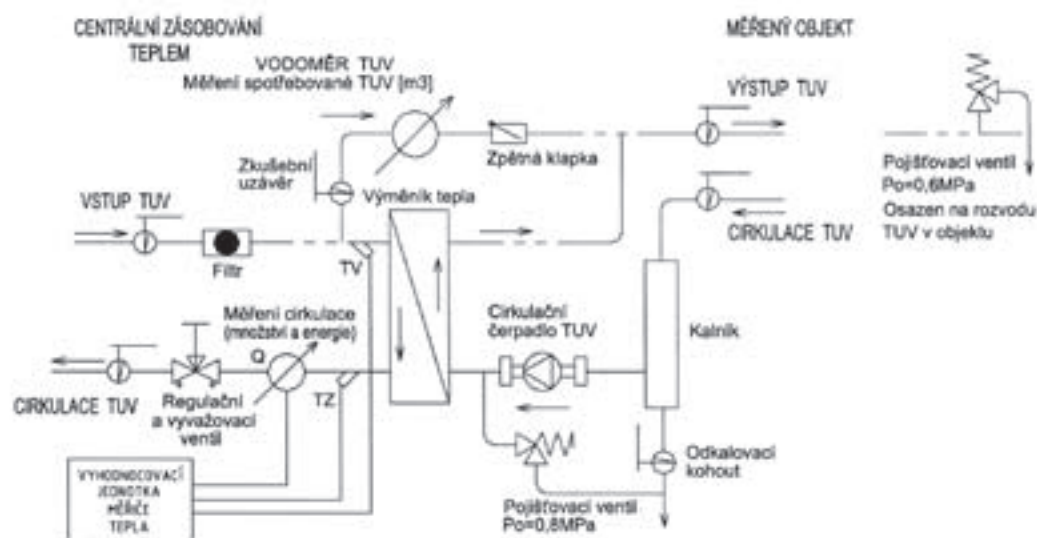 CENTRÁLNÍ ZÁSOBOVÁNÍ
TEPLEM
MĚŘENÝ OBJEKT
VODOMĚR TUV
Měření spotřebované TUV [m3]
VÝSTUP TUV
Zpětná klapka
Zkušební
uzávěr
Výměník tepla
Pojišťovací ventil
Po=0,6MPa
Osazen na rozvodu
TUV v objektu
VSTUP TUV
CIRKULACE TUV
Filtr
TV
Měření cirkulace
(množství a energie)
Cirkulační
čerpadlo TUV
Kalník
Q
TZ
CIRKULACE TUV
Regulační
a vyvažovací
ventil
Odkalovací
kohout
VYHODNOCOVACÍ
JEDNOTKA
MĚŘIČE
TEPLA
Pojišťovací ventil
Po=0,8MPa